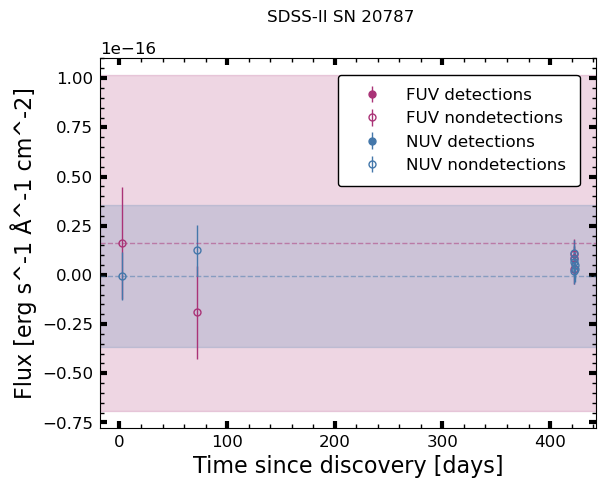 SDSS-II SN 20787
1e−16
1.00
0.75
0.50
0.25
0.00
−0.25
−0.50
−0.75
FUV detections
FUV nondetections
NUV detections
NUV nondetections
0
100
200
300
400
Time since discovery [days]
Flux [erg s^-1 Å^-1 cm^-2]